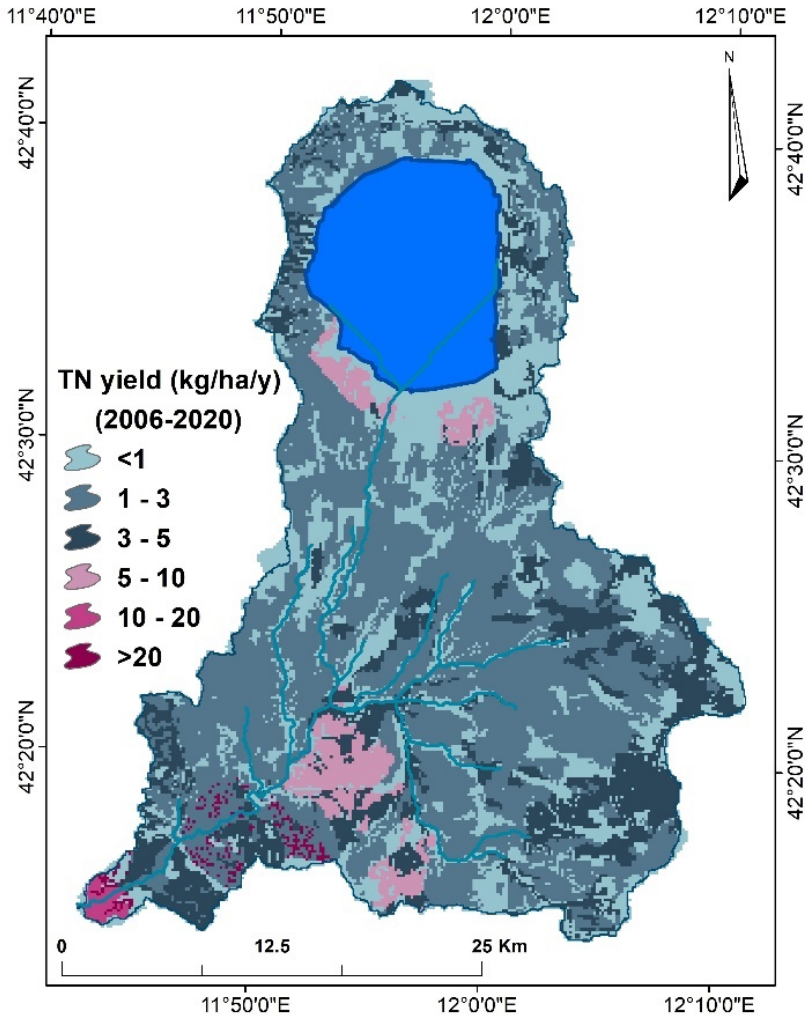 11°40'0"E 11°50'0"E 12°0'0"E 12°10'0"E
N
42°40'0"N 42°40'0"N
TN yield (kg/ha/y)
(2006-2020)
42°30'0"N 42°30'0"N
<1
1 - 3
3 - 5
5 - 10
10 - 20
>20
42°20'0"N 42°20'0"N
0 12.5 25 Km
11°50'0"E 12°0'0"E 12°10'0"E